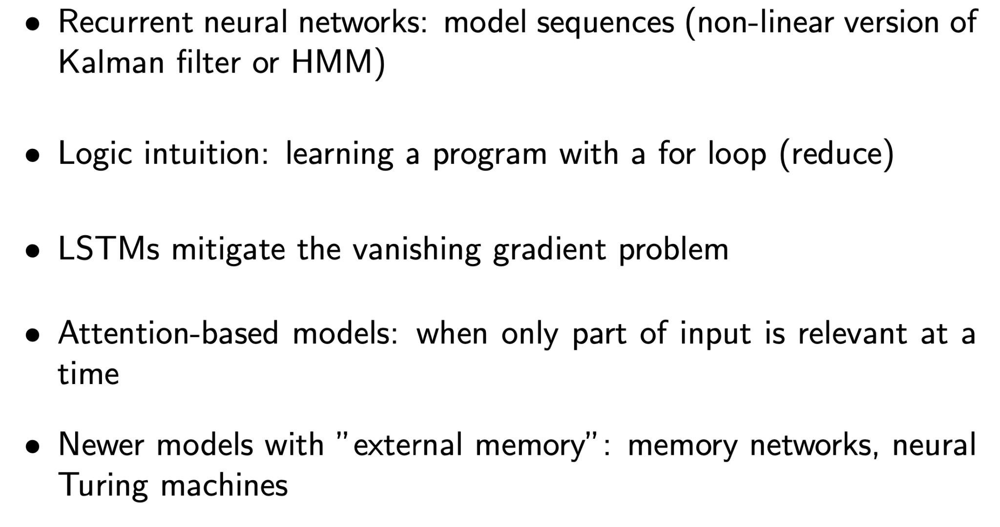 • Recurrent neural networks: model sequences (non-linear version of
Kalman filter or HMM)
• Logic intuition: learning a program with a for loop (reduce)
• LSTMs mitigate the vanishing gradient problem
• Attention-based models: when only part of input is relevant at a
time
• Newer models with ”external memory”: memory networks, neural
Turing machines